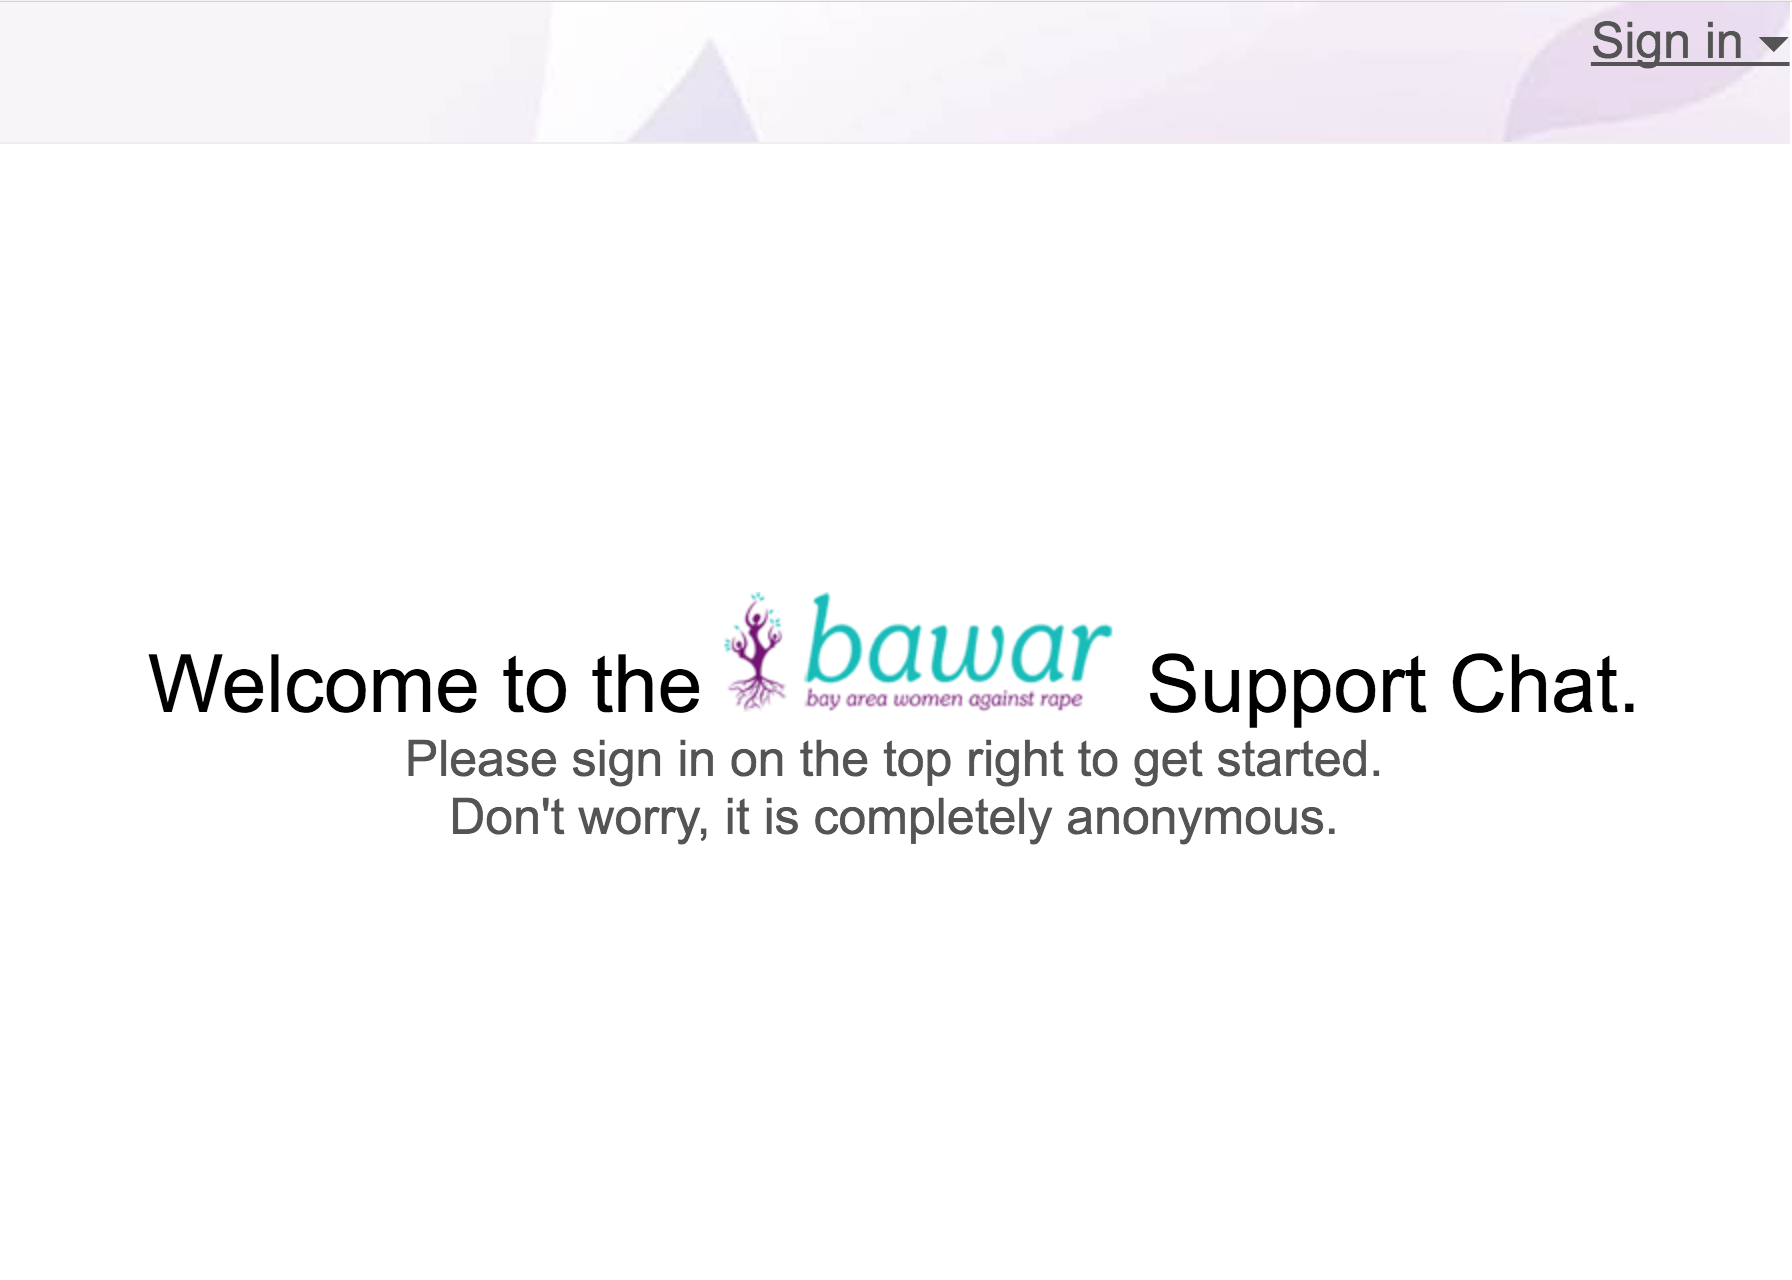 Sign in
Welcome to the bawar Support Chat.
bay area women against rape
Please sign in on the top right to get started.
Don't worry, it is completely anonymous.